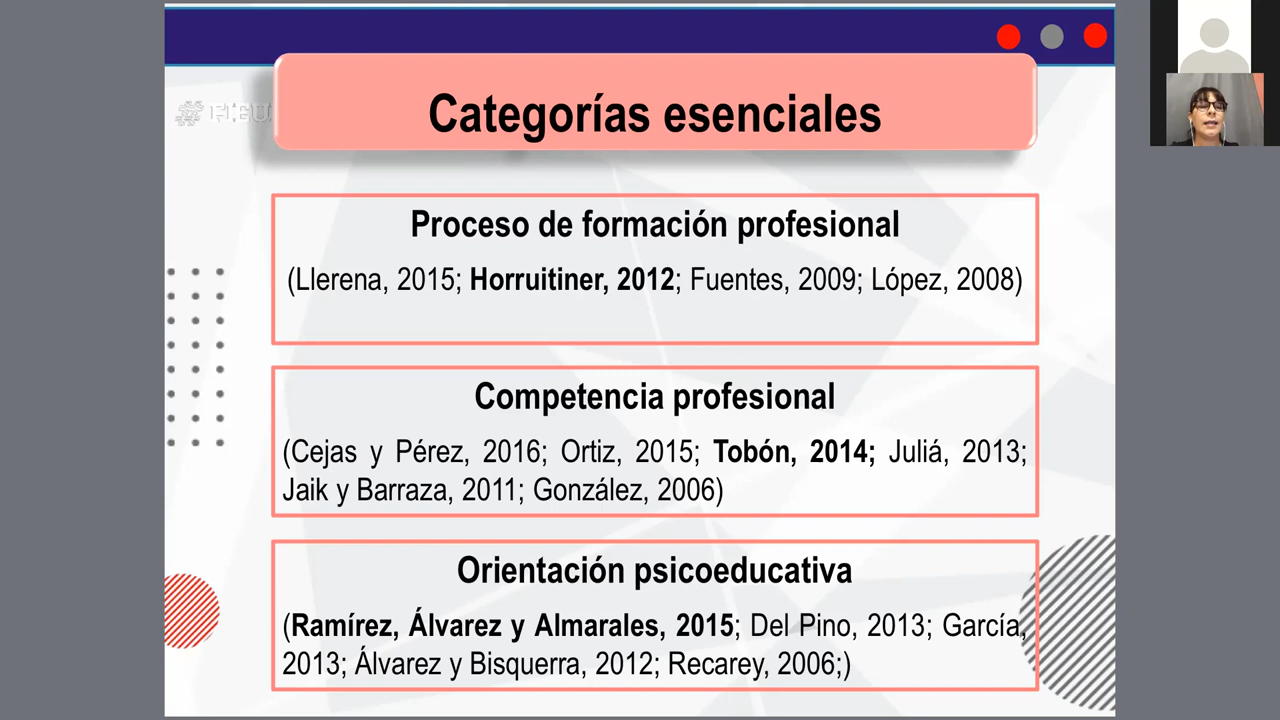 Categorías esenciales
Proceso de formación profesional
(Llerena, 2015; Horruitiner, 2012; Fuentes, 2009; López, 2008)
Competencia profesional
(Cejas y Pérez, 2016; Ortiz, 2015; Tobón, 2014; Juliá, 2013;
Jaik y Barraza, 2011; González, 2006)
Orientación psicoeducativa
(Ramírez, Álvarez y Almarales, 2015; Del Pino, 2013; García,
2013; Álvarez y Bisquerra, 2012; Recarey, 2006;)